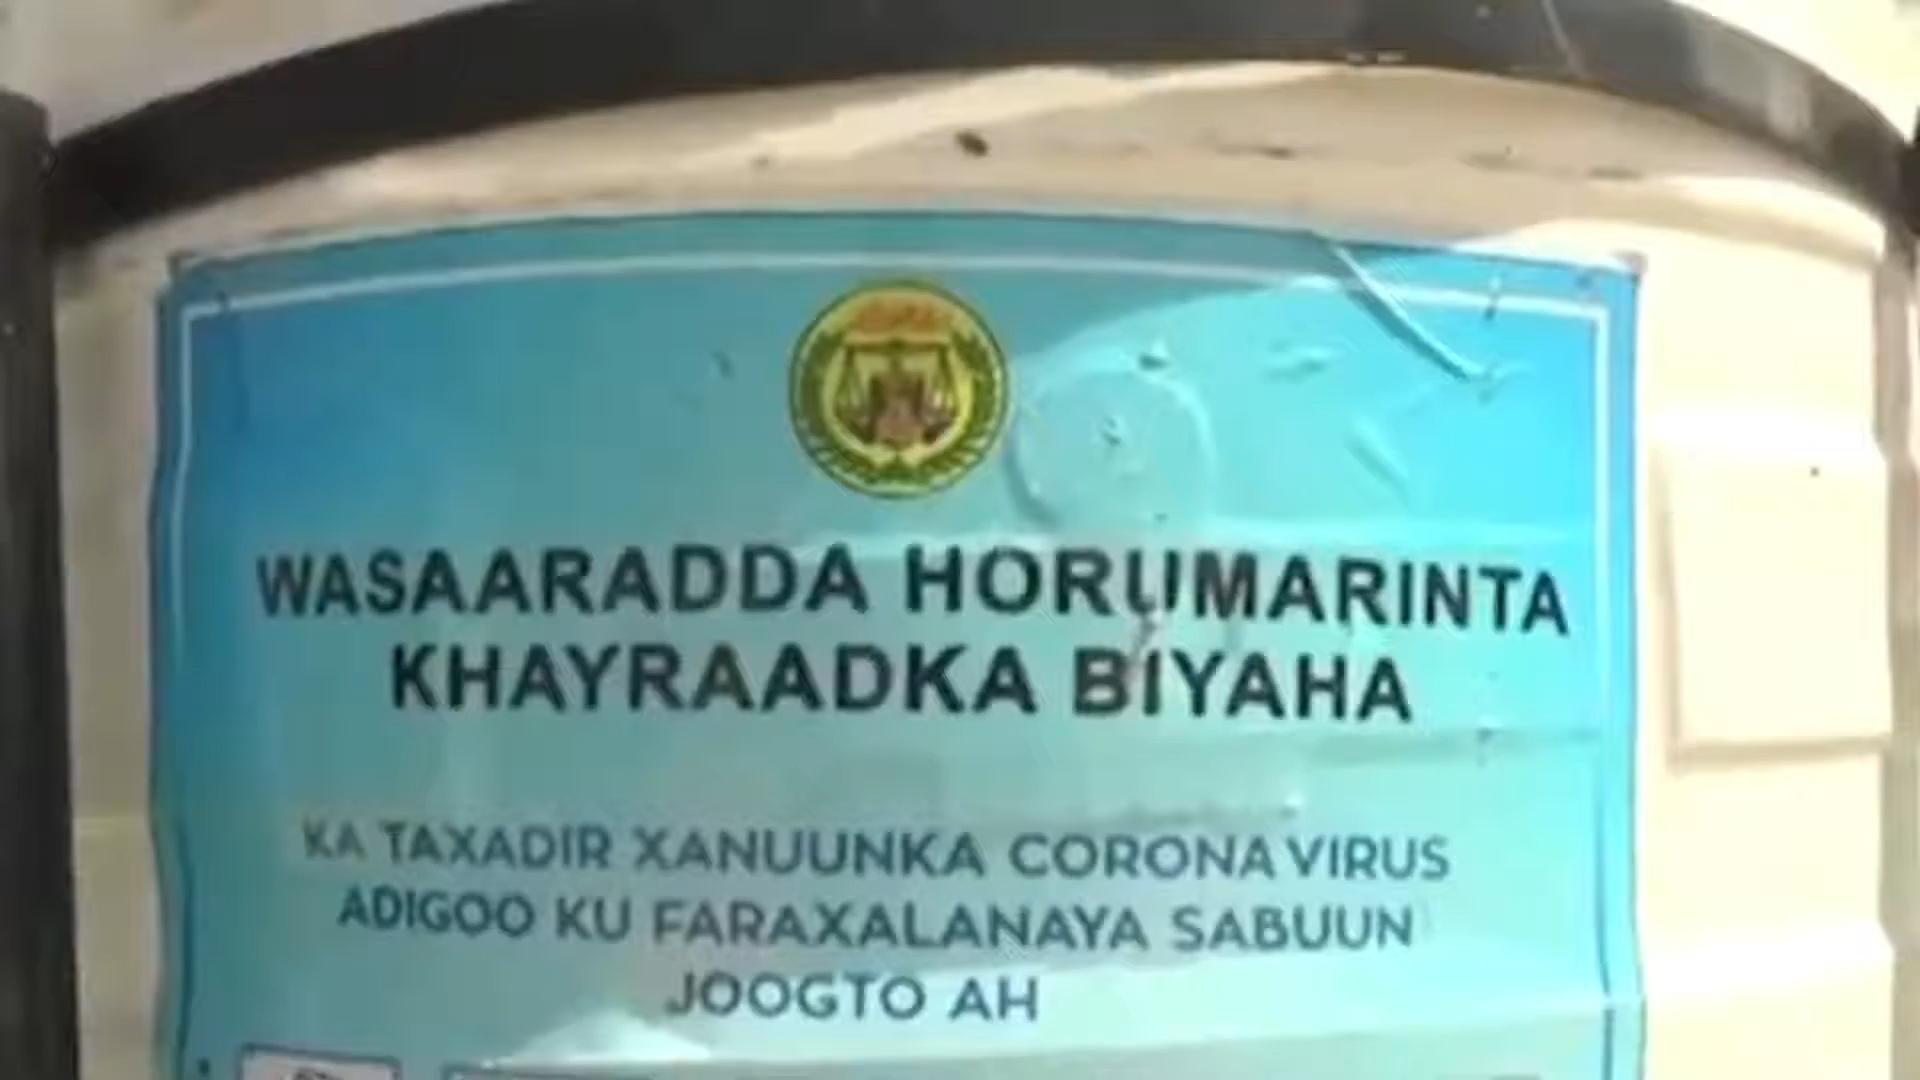 WASAARADDA HORUMARINTA
KHAYRAADKA BIYAHA
KA TAXADIR XANUUNKA CORONA VIRUS
ADIGOO KU FARAXALANAYA SABUUN
JOOGTO AH